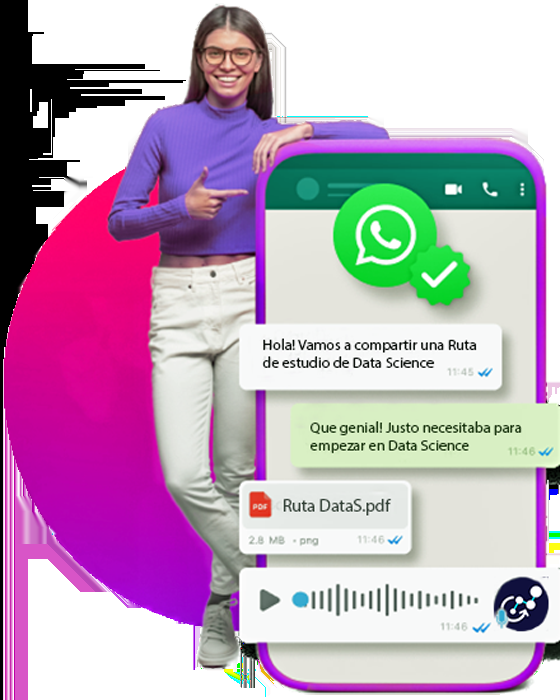 Hola! Vamos a compartir una Ruta
de estudio de Data Science
11:45
Que genial! Justo necesitaba para
empezar en Data Science
11:46
PDF
Ruta DataS.pdf
2.8 MB • png
11:46
11:46